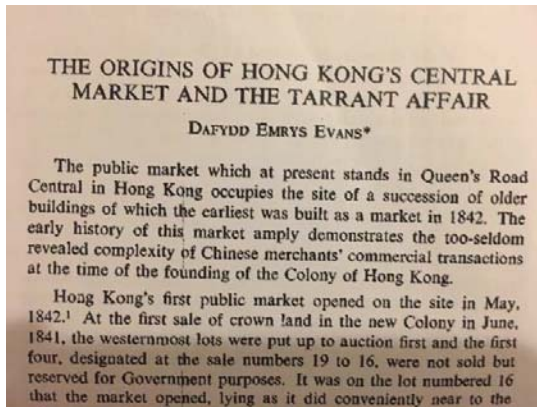 THE ORIGINS OF HONG KONG'S CENTRAL
MARKET AND THE TARRANT AFFAIR
DAFYDD EMRYS EVANS*
The public market which at present stands in Queen's Road
Central in Hong Kong occupies the site of a succession of older
buildings of which the earliest was built as a market in 1842. The
early history of this market amply demonstrates the too-seldom
revealed complexity of Chinese merchants' commercial transactions
at the time of the founding of the Colony of Hong Kong.
Hong Kong's first public market opened on the site in May,
1842.¹ At the first sale of crown land in the new Colony in June,
1841, the westernmost lots were put up to auction first and the first
four, designated at the sale numbers 19 to 16, were not sold but
reserved for Government purposes. It was on the lot numbered 16
that the market opened, lying as it did conveniently near to the